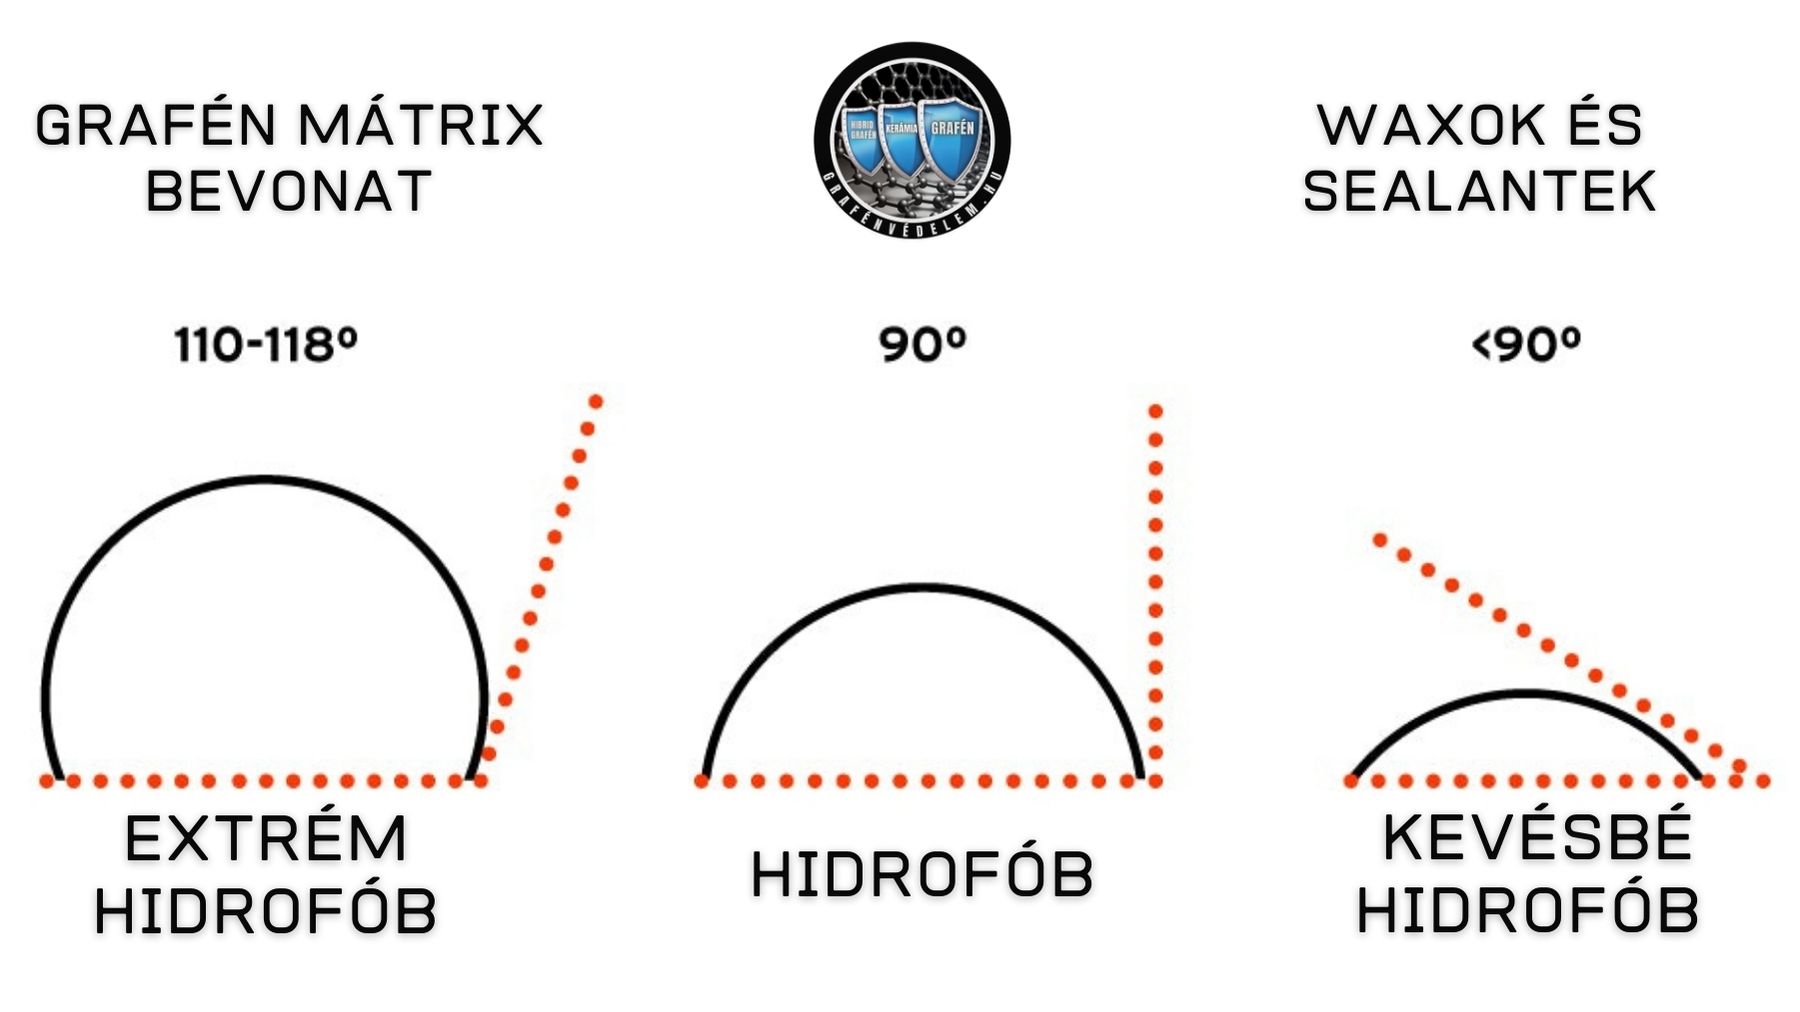 GRAFÉN MÁTRIX
BEVONAT
HIBRID
GRAFÉN
KERÁMIA
GRAFÉN
GRAFÉNVÉDELEM.HU
WAXOK ÉS
SEALANTEK
110-118º
90º
<90º
EXTRÉM
HIDROFÓB
HIDROFÓB
KEVÉSBÉ
HIDROFÓB